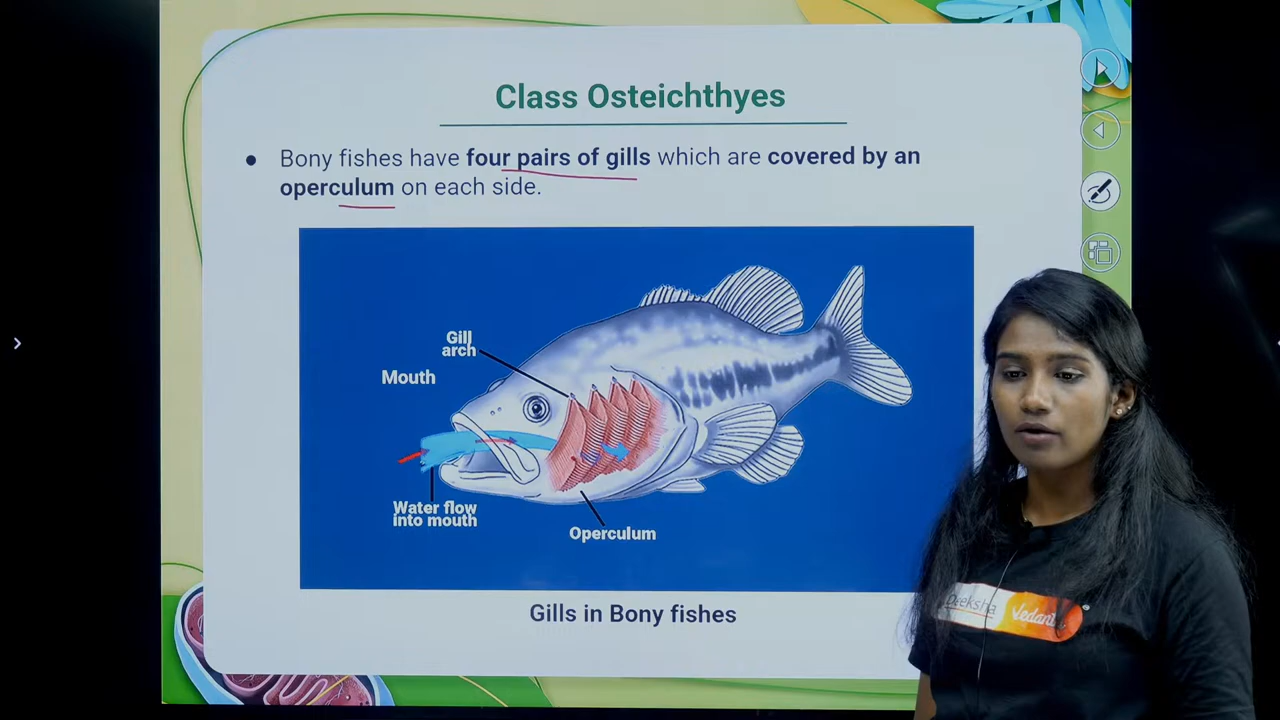 Class Osteichthyes
● Bony fishes have four pairs of gills which are covered by an
operculum on each side.
Gill
arch
Mouth
Water flow
into mouth
Operculum
Gills in Bony fishes
Deeksha